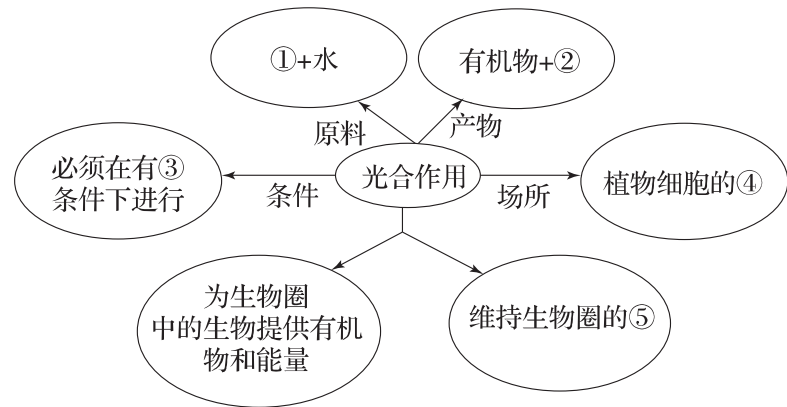 ①+水
有机物+②
原料
产物
必须在有③
条件下进行
条件
光合作用
场所
植物细胞的④
为生物圈
中的生物提供有机
物和能量
维持生物圈的⑤